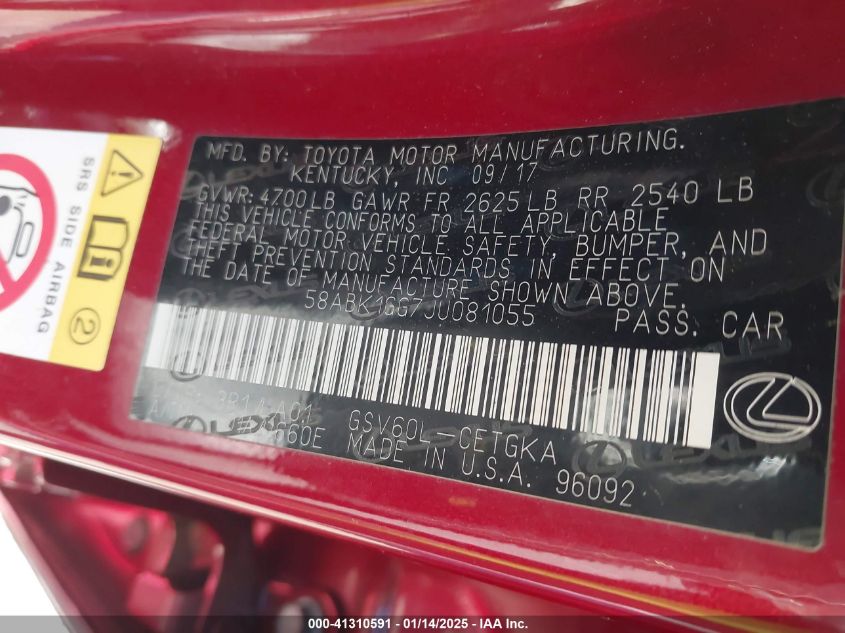 SRS SIDE AIRBAG
2
MFD. BY: TOYOTA MOTOR MANUFACTURING.
KENTUCKY, INC 09/17
GVWR: 4700LB GAWR FR 2625LB RR 2540 LB
THIS VEHICLE CONFORMS TO ALL APPLICABLE
FEDERAL MOTOR VEHICLE SAFETY, BUMPER, AND
THEFT PREVENTION STANDARDS IN EFFECT ON
THE DATE OF MANUFACTURE SHOWN ABOVE.
58ABK1GG7JU081055 PASS. CAR
GSV60L-CETGKA
060E MADE IN U.S.A. 96092
LEXUS
000-41310591 - 01/14/2025 - IAA Inc.